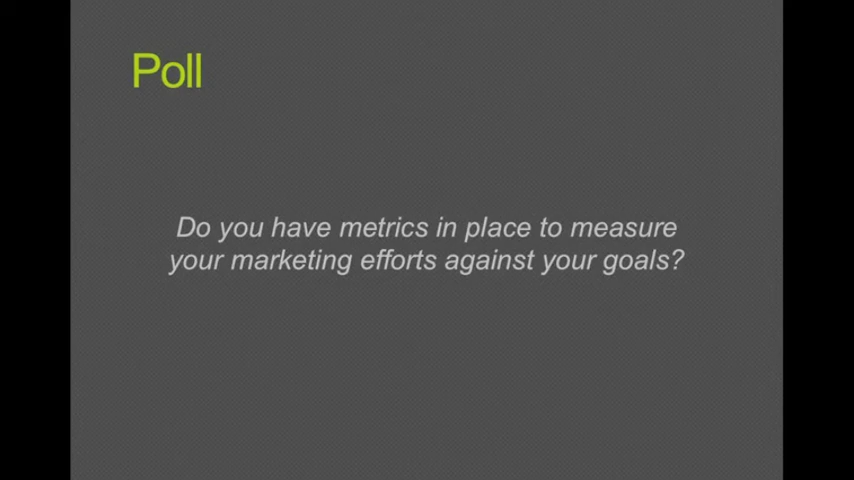 Poll
Do you have metrics in place to measure
your marketing efforts against your goals?